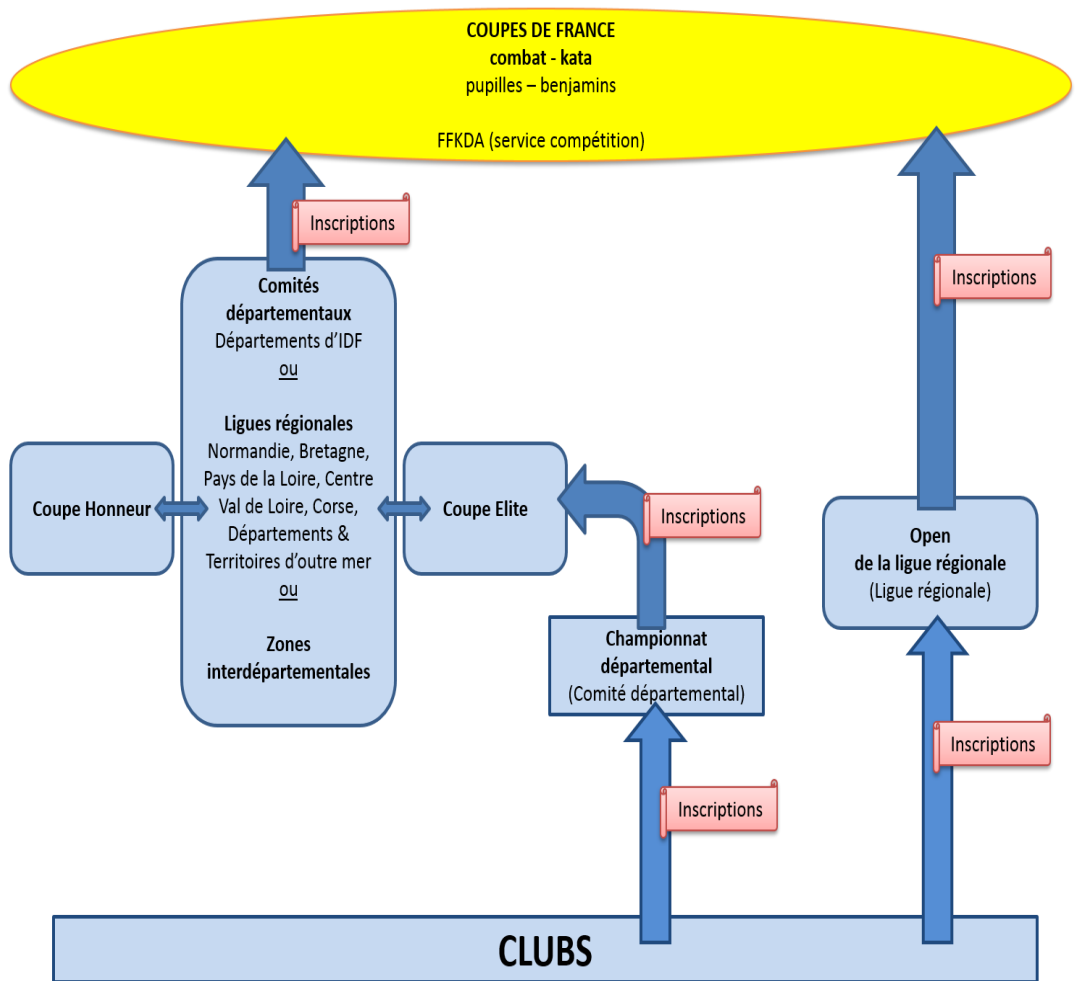 COUPES DE FRANCE
combat - kata
pupilles – benjamins
FFKDA (service compétition)
Inscriptions
Inscriptions
Comités
départementaux
Départements d’IDF
ou
Ligues régionales
Normandie, Bretagne,
Pays de la Loire, Centre
Val de Loire, Corse,
Départements &
Territoires d’outre mer
ou
Zones
interdépartementales
Coupe Honneur
Coupe Elite
Inscriptions
Open
de la ligue régionale
(Ligue régionale)
Championnat
départemental
(Comité départemental)
Inscriptions
Inscriptions
CLUBS